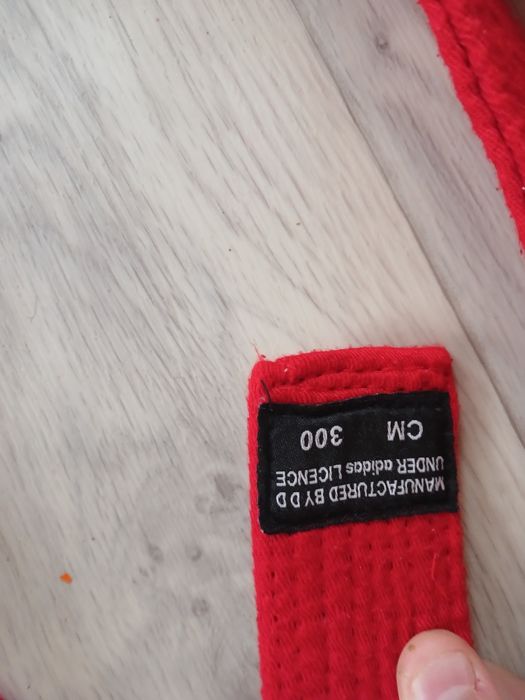 MANUFACTURED BY D D
UNDER adidas LICENCE
CM 300